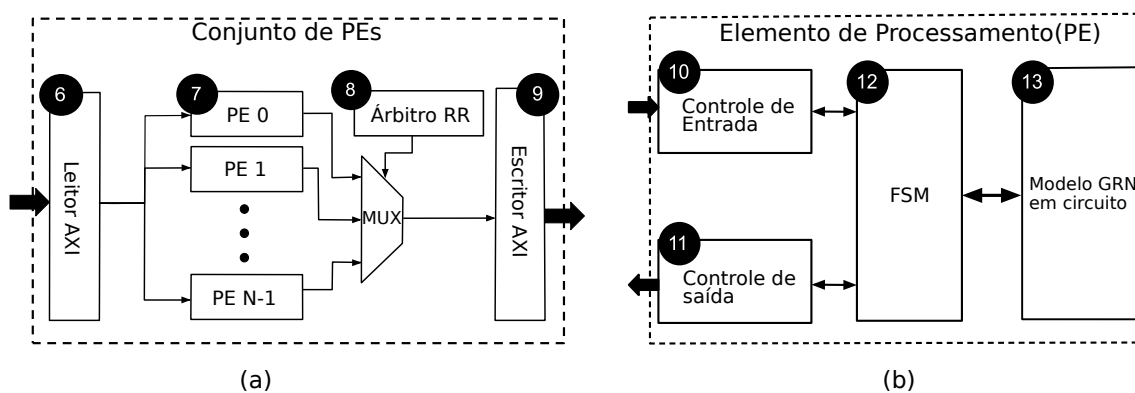 Conjunto de PEs
6
7
8
9
Leitor AXI
PE 0
PE 1
PE N-1
Árbitro RR
MUX
Escritor AXI
(a)
Elemento de Processamento(PE)
10
Controle de
Entrada
11
Controle de
saída
12
FSM
13
Modelo GRN
em circuito
(b)